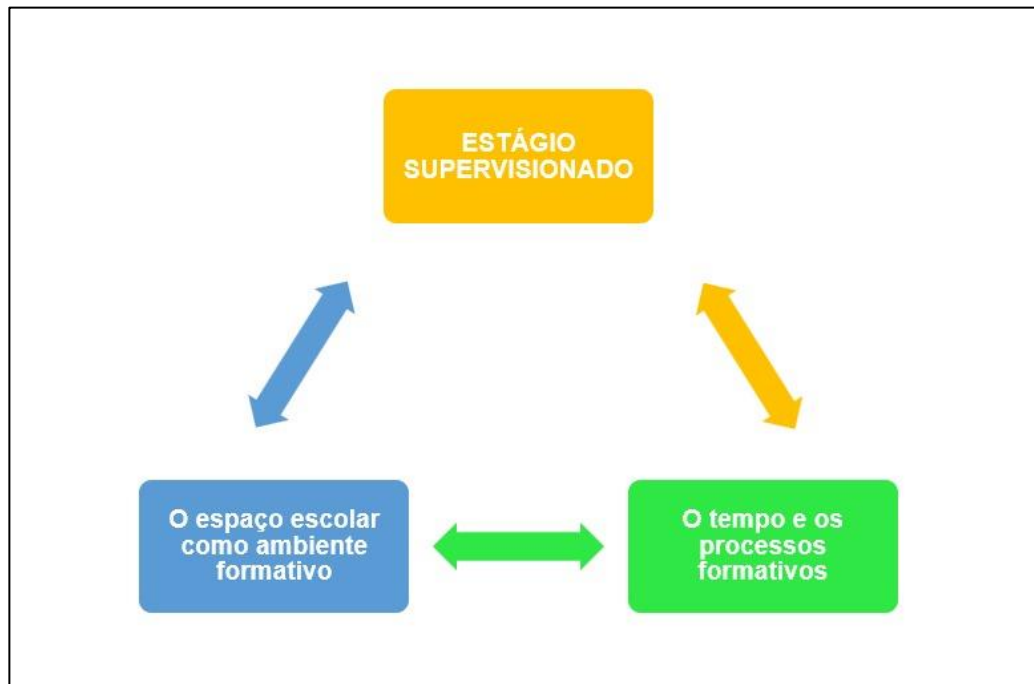 ESTÁGIO
SUPERVISIONADO
O espaço escolar
como ambiente
formativo
O tempo e os
processos
formativos